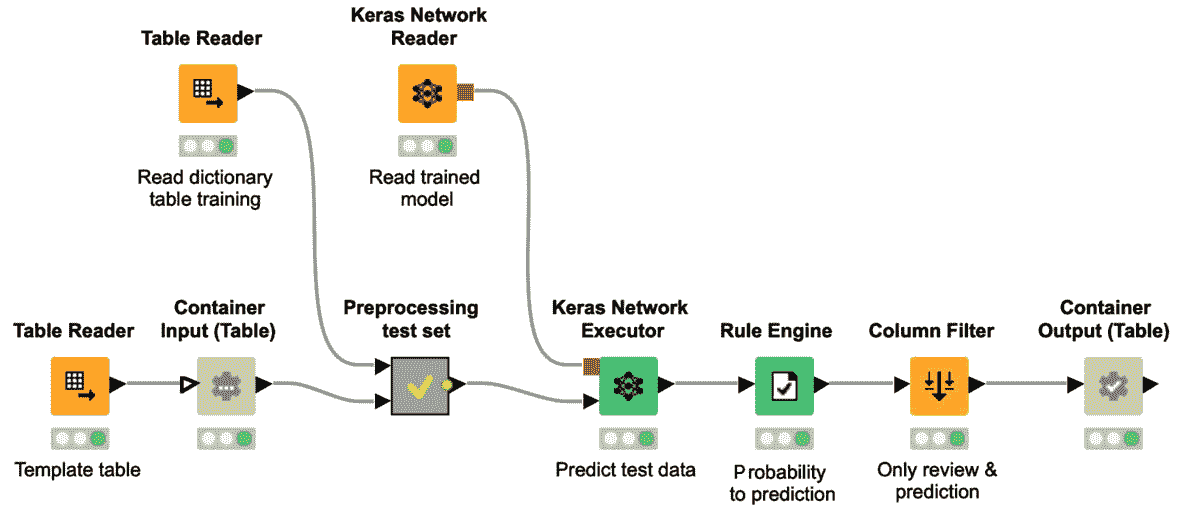 Keras Network
Reader
Table Reader
Read dictionary
table training
Read trained
model
Table Reader
Container
Input (Table)
Preprocessing
test set
Keras Network
Executor
Rule Engine
Column Filter
Container
Output (Table)
Template table
Predict test data
Probability
to prediction
Only review &
prediction